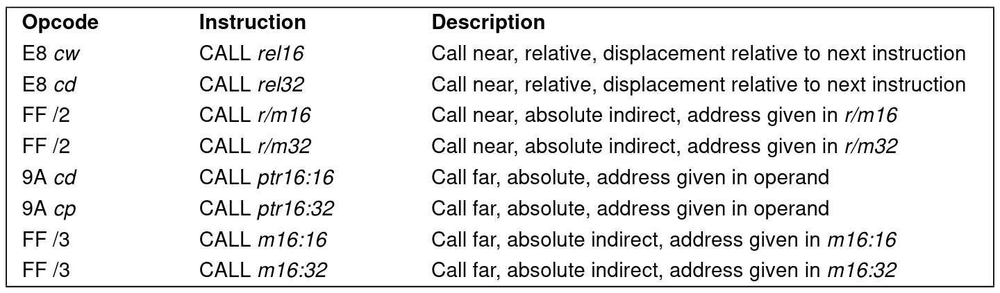 Opcode Instruction Description
E8 cw CALL rel16 Call near, relative, displacement relative to next instruction
E8 cd CALL rel32 Call near, relative, displacement relative to next instruction
FF /2 CALL r/m16 Call near, absolute indirect, address given in r/m16
FF /2 CALL r/m32 Call near, absolute indirect, address given in r/m32
9A cd CALL ptr16:16 Call far, absolute, address given in operand
9A cp CALL ptr16:32 Call far, absolute, address given in operand
FF /3 CALL m16:16 Call far, absolute indirect, address given in m16:16
FF /3 CALL m16:32 Call far, absolute indirect, address given in m16:32